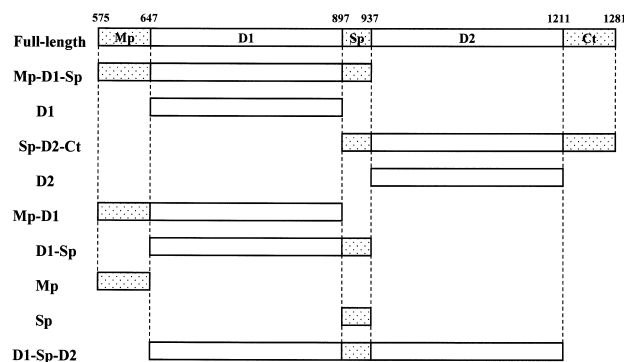 575 647 897 937 1211 1281
Full-length Mp D1 Sp D2 Ct
Mp-D1-Sp
D1
Sp-D2-Ct
D2
Mp-D1
D1-Sp
Mp
Sp
D1-Sp-D2